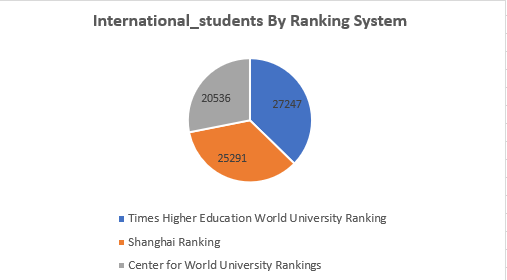 International_students By Ranking System
20536
27247
25291
Times Higher Education World University Ranking
Shanghai Ranking
Center for World University Rankings